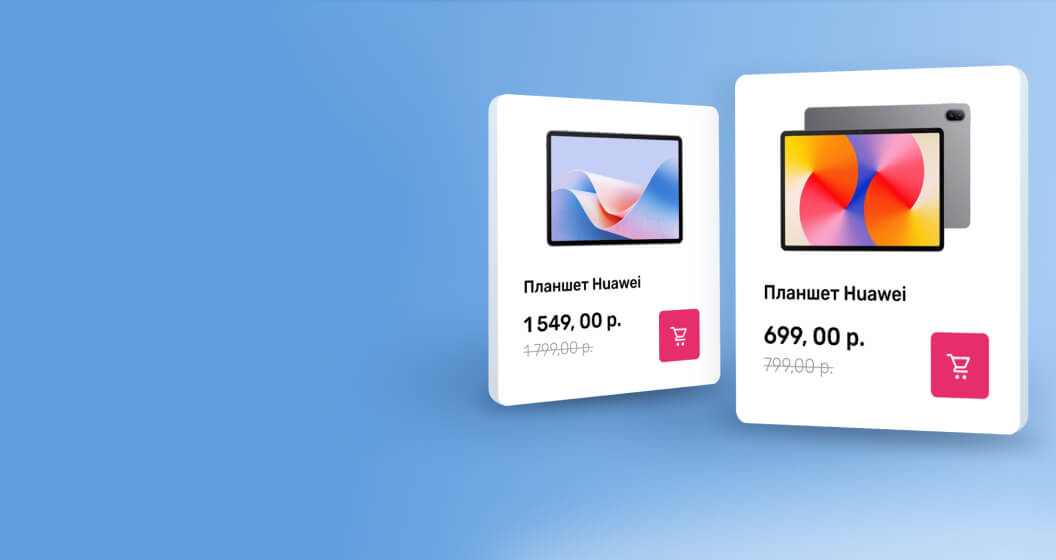 Планшет Huawei
1 549, 00 р.
1 799,00 р.
Планшет Huawei
699, 00 р.
799,00 р.